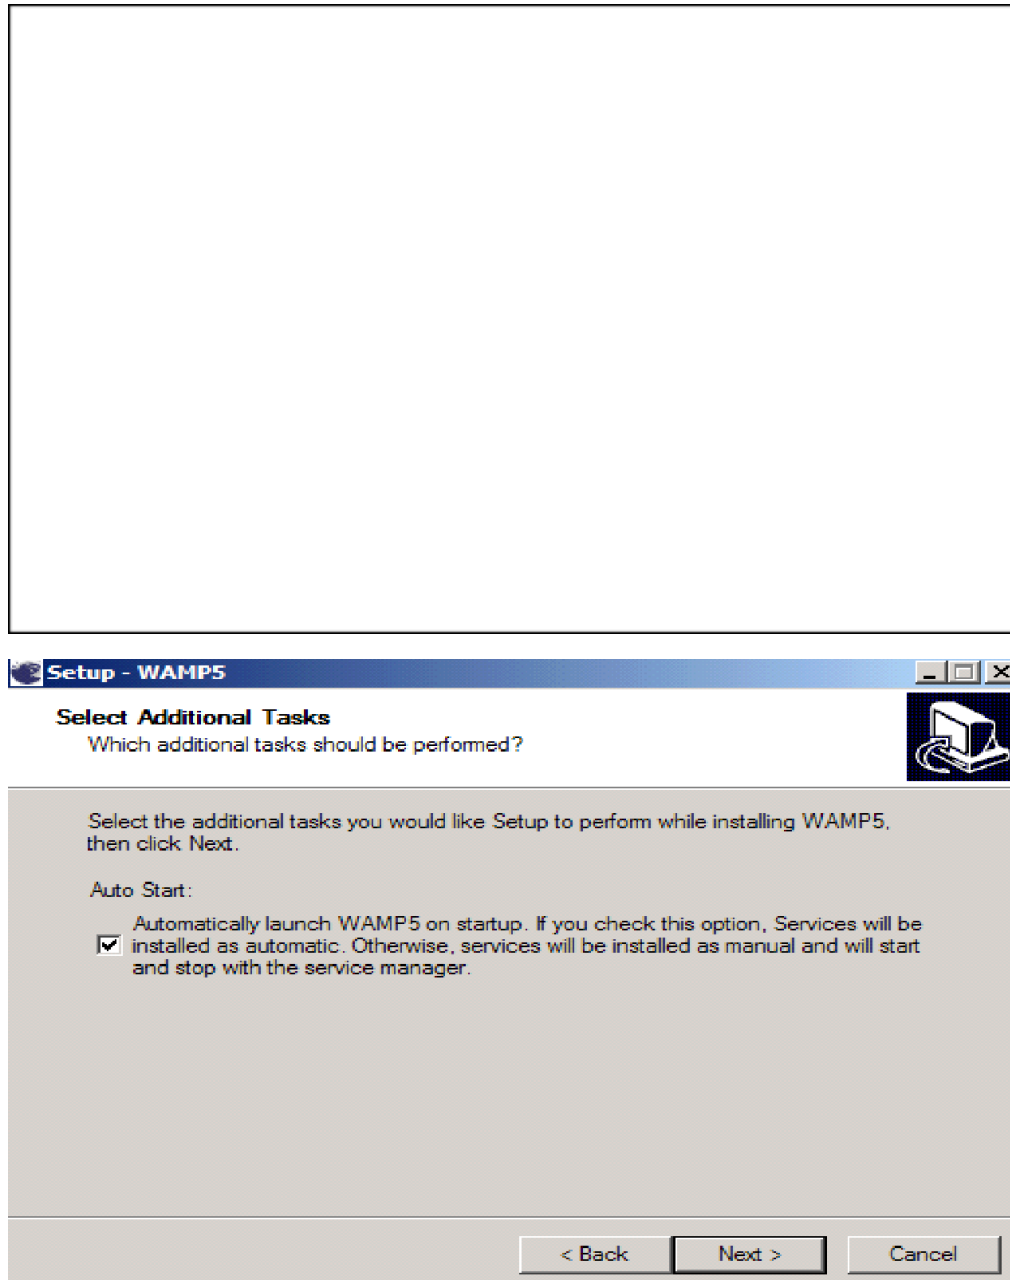 Setup - WAMP5
Select Additional Tasks
Which additional tasks should be performed?
Select the additional tasks you would like Setup to perform while installing WAMP5,
then click Next.
Auto Start:
Automatically launch WAMP5 on startup. If you check this option, Services will be
installed as automatic. Otherwise, services will be installed as manual and will start
and stop with the service manager.
< Back Next > Cancel